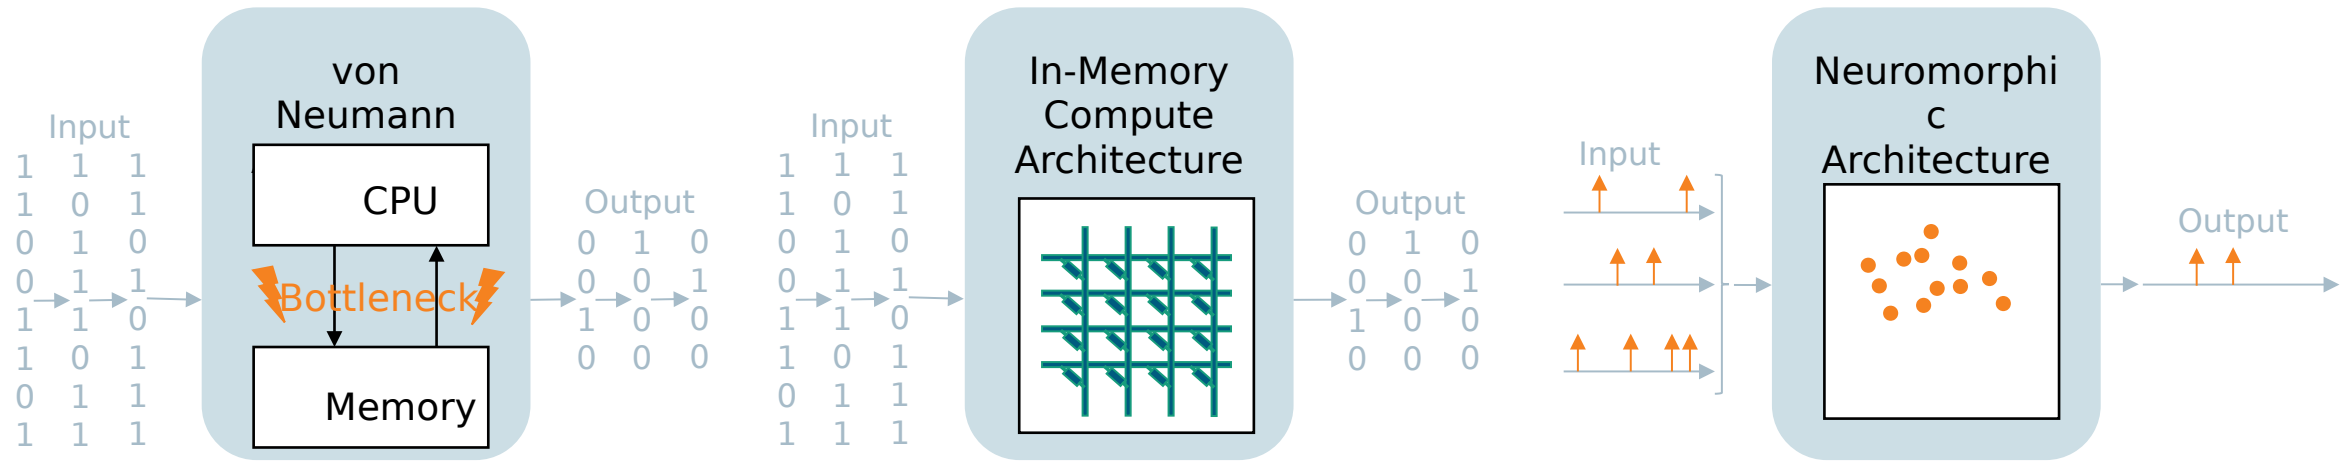 von
Neumann
Input
1 1 1
1 0 1
0 1 0
0 1 1
1 1 0
1 0 1
0 1 1
1 1 1
CPU
Bottleneck
Memory
Output
0 1 0
0 0 1
1 0 0
0 0 0
In-Memory
Compute
Architecture
Input
1 1 1
1 0 1
0 1 0
0 1 1
1 1 0
1 0 1
0 1 1
1 1 1
Output
0 1 0
0 0 1
1 0 0
0 0 0
Neuromorphi
c
Architecture
Input
Output